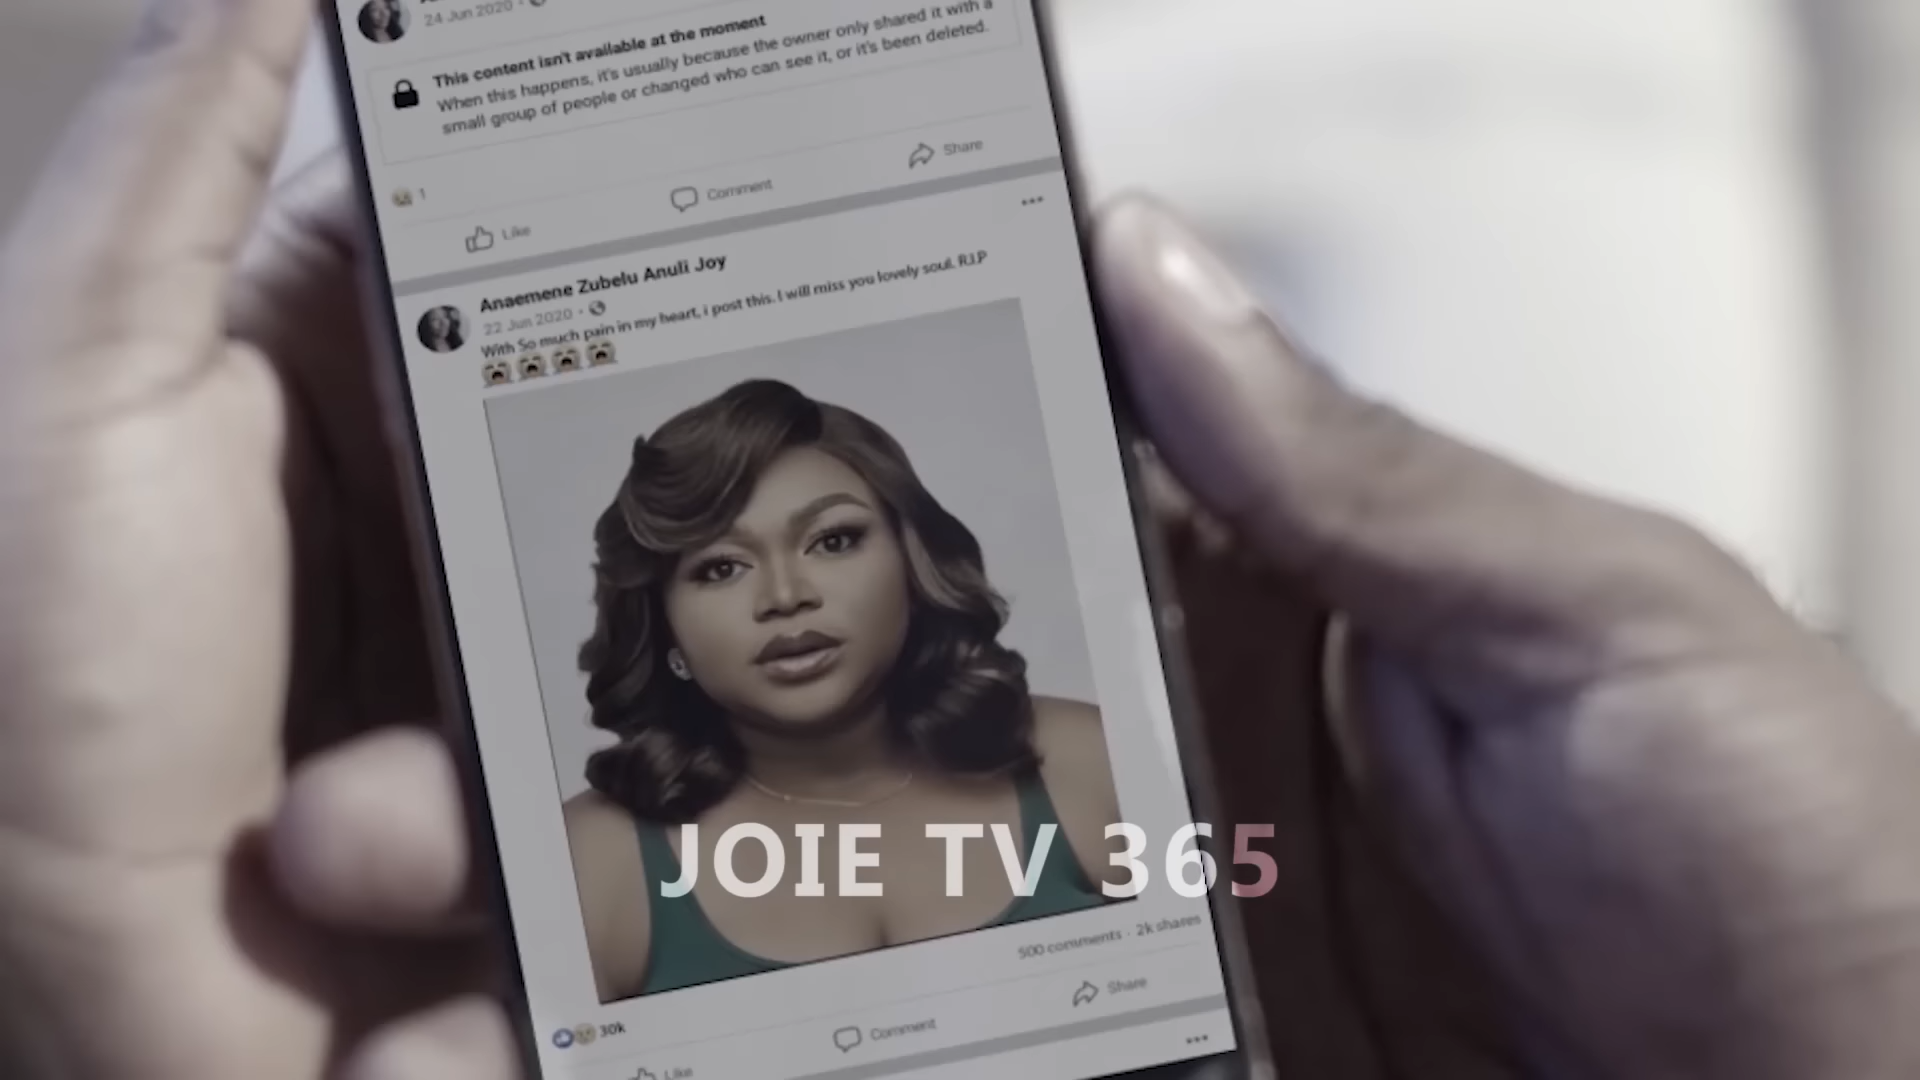 24 Jun 2020 ·
This content isn't available at the moment
When this happens, it's usually because the owner only shared it with a
small group of people or changed who can see it, or it's been deleted.
1
Like Comment Share
Anaemene Zubelu Anuli Joy
22 Jun 2020 ·
With So much pain in my heart, i post this. I will miss you lovely soul. R.I.P
JOIE TV 365
500 comments · 2k shares
30k
Like Comment Share